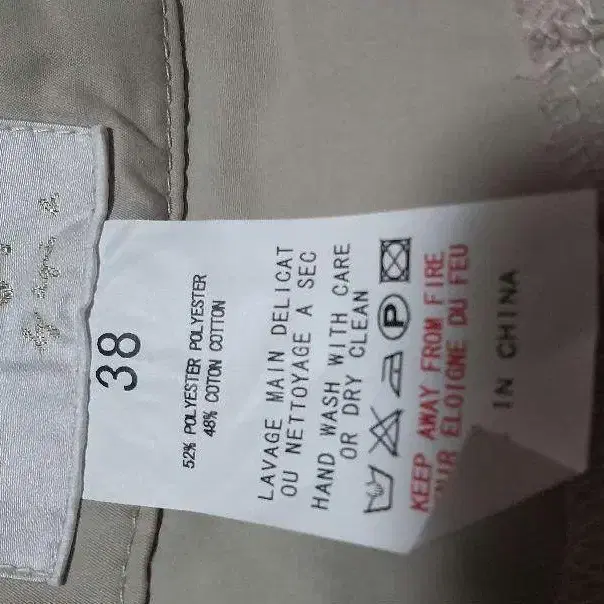 38
52% POLYESTER POLYESTER
48% COTON COTTON
LAVAGE MAIN DELICAT
OU NETTOYAGE A SEC
HAND WASH WITH CARE
OR DRY CLEAN
P
KEEP AWAY FROM FIRE
ELOIGNE DU FEU
IN CHINA